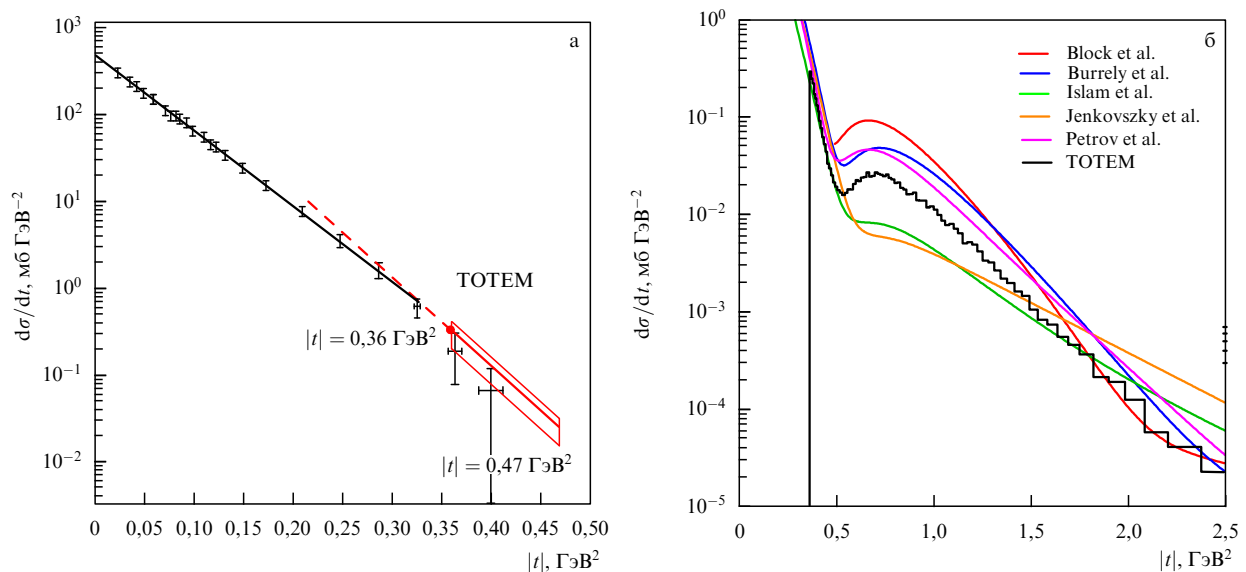 а
10³
10²
10¹
10⁰
10⁻¹
10⁻²
dσ/dt, мб ГэВ⁻²
TOTEM
|t| = 0,36 ГэВ²
|t| = 0,47 ГэВ²
0 0,05 0,10 0,15 0,20 0,25 0,30 0,35 0,40 0,45 0,50
|t|, ГэВ²
б
10⁰
10⁻¹
10⁻²
10⁻³
10⁻⁴
10⁻⁵
dσ/dt, мб ГэВ⁻²
Block et al.
Burrely et al.
Islam et al.
Jenkovszky et al.
Petrov et al.
TOTEM
0 0,5 1,0 1,5 2,0 2,5
|t|, ГэВ²